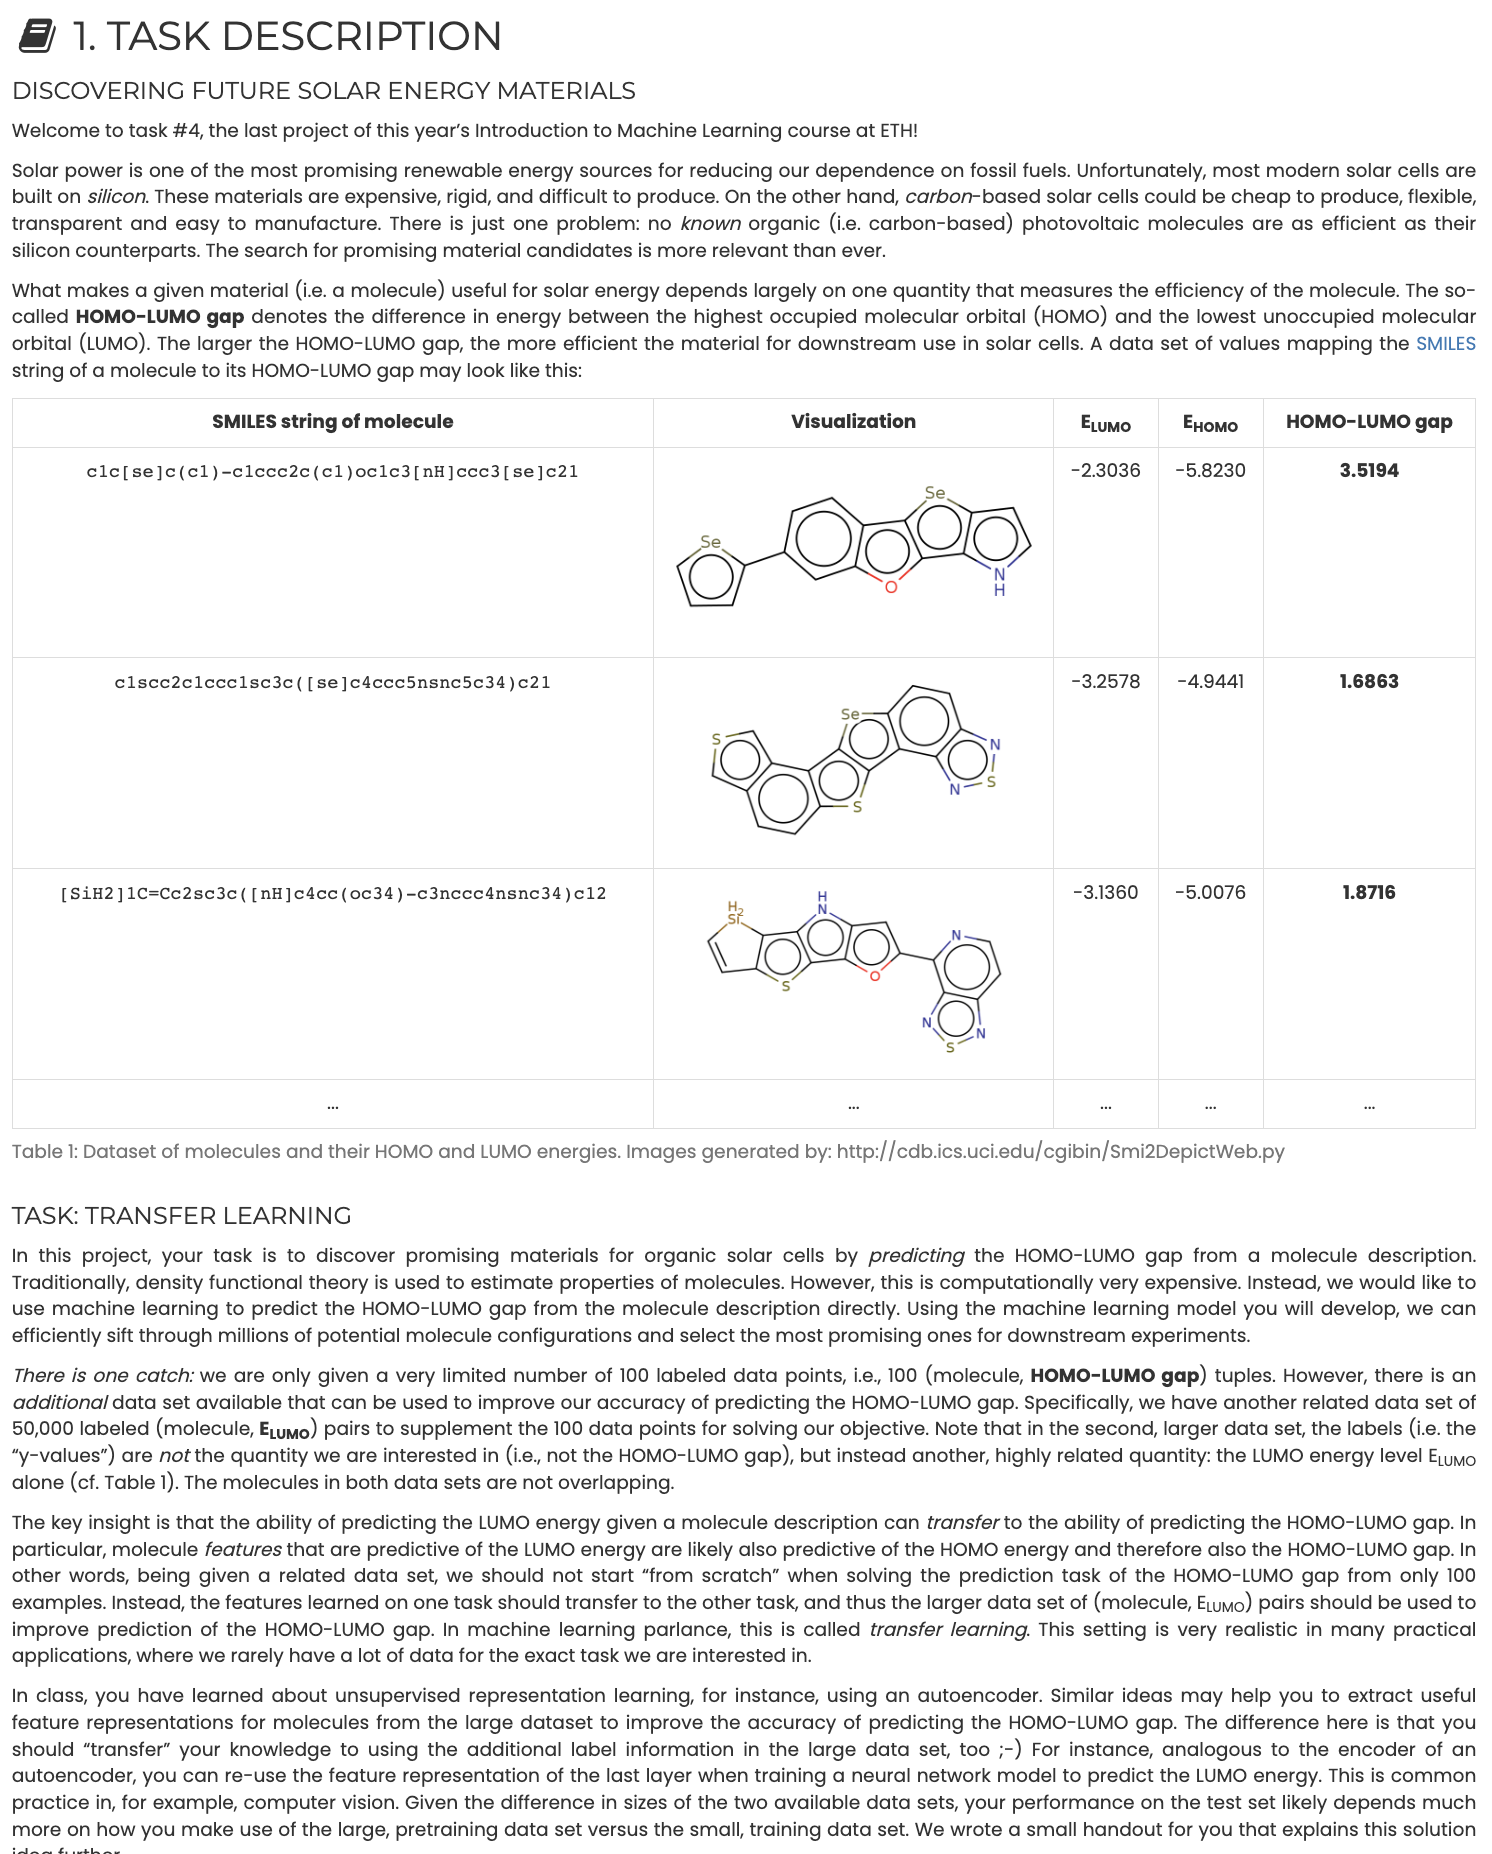 1. TASK DESCRIPTION
DISCOVERING FUTURE SOLAR ENERGY MATERIALS
Welcome to task #4, the last project of this year's Introduction to Machine Learning course at ETH!
Solar power is one of the most promising renewable energy sources for reducing our dependence on fossil fuels. Unfortunately, most modern solar cells are
built on silicon. These materials are expensive, rigid, and difficult to produce. On the other hand, carbon-based solar cells could be cheap to produce, flexible,
transparent and easy to manufacture. There is just one problem: no known organic (i.e. carbon-based) photovoltaic molecules are as efficient as their
silicon counterparts. The search for promising material candidates is more relevant than ever.
What makes a given material (i.e. a molecule) useful for solar energy depends largely on one quantity that measures the efficiency of the molecule. The so-
called HOMO-LUMO gap denotes the difference in energy between the highest occupied molecular orbital (HOMO) and the lowest unoccupied molecular
orbital (LUMO). The larger the HOMO-LUMO gap, the more efficient the material for downstream use in solar cells. A data set of values mapping the SMILES
string of a molecule to its HOMO-LUMO gap may look like this:
SMILES string of molecule Visualization ELUMO EHOMO HOMO-LUMO gap
c1c[se]c(c1)-c1ccc2c(c1)oc1c3[nH]ccc3[se]c21 -2.3036 -5.8230 3.5194
Se
Se
O
N
H
c1scc2c1ccc1sc3c([se]c4ccc5nsnc5c34)c21 -3.2578 -4.9441 1.6863
Se
S
N
S
N
S
[SiH2]1C=Cc2sc3c([nH]c4cc(oc34)-c3nccc4nsnc34)c12 -3.1360 -5.0076 1.8716
H
N
H2
Si
N
O
S
N
N
S
... ... ... ... ...
Table 1: Dataset of molecules and their HOMO and LUMO energies. Images generated by: http://cdb.ics.uci.edu/cgibin/Smi2DepictWeb.py
TASK: TRANSFER LEARNING
In this project, your task is to discover promising materials for organic solar cells by predicting the HOMO-LUMO gap from a molecule description.
Traditionally, density functional theory is used to estimate properties of molecules. However, this is computationally very expensive. Instead, we would like to
use machine learning to predict the HOMO-LUMO gap from the molecule description directly. Using the machine learning model you will develop, we can
efficiently sift through millions of potential molecule configurations and select the most promising ones for downstream experiments.
There is one catch: we are only given a very limited number of 100 labeled data points, i.e., 100 (molecule, HOMO-LUMO gap) tuples. However, there is an
additional data set available that can be used to improve our accuracy of predicting the HOMO-LUMO gap. Specifically, we have another related data set of
50,000 labeled (molecule, ELUMO) pairs to supplement the 100 data points for solving our objective. Note that in the second, larger data set, the labels (i.e. the
“y-values”) are not the quantity we are interested in (i.e., not the HOMO-LUMO gap), but instead another, highly related quantity: the LUMO energy level ELUMO
alone (cf. Table 1). The molecules in both data sets are not overlapping.
The key insight is that the ability of predicting the LUMO energy given a molecule description can transfer to the ability of predicting the HOMO-LUMO gap. In
particular, molecule features that are predictive of the LUMO energy are likely also predictive of the HOMO energy and therefore also the HOMO-LUMO gap. In
other words, being given a related data set, we should not start “from scratch” when solving the prediction task of the HOMO-LUMO gap from only 100
examples. Instead, the features learned on one task should transfer to the other task, and thus the larger data set of (molecule, ELUMO) pairs should be used to
improve prediction of the HOMO-LUMO gap. In machine learning parlance, this is called transfer learning. This setting is very realistic in many practical
applications, where we rarely have a lot of data for the exact task we are interested in.
In class, you have learned about unsupervised representation learning, for instance, using an autoencoder. Similar ideas may help you to extract useful
feature representations for molecules from the large dataset to improve the accuracy of predicting the HOMO-LUMO gap. The difference here is that you
should “transfer” your knowledge to using the additional label information in the large data set, too ;-) For instance, analogous to the encoder of an
autoencoder, you can re-use the feature representation of the last layer when training a neural network model to predict the LUMO energy. This is common
practice in, for example, computer vision. Given the difference in sizes of the two available data sets, your performance on the test set likely depends much
more on how you make use of the large, pretraining data set versus the small, training data set. We wrote a small handout for you that explains this solution